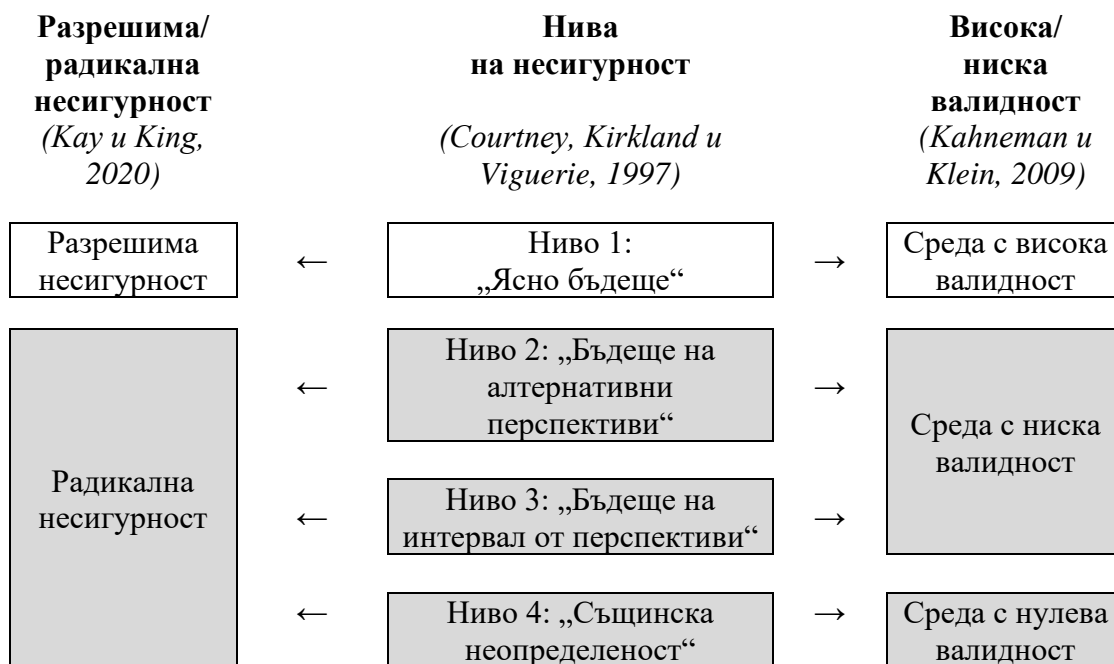 Разрешима/
радикална
несигурност
(Kay и King,
2020)
Нива
на несигурност
(Courtney, Kirkland и
Viguerie, 1997)
Висока/
ниска
валидност
(Kahneman и
Klein, 2009)
Разрешима
несигурност
←
Ниво 1:
„Ясно бъдеще“
→
Среда с висока
валидност
Радикална
несигурност
←
Ниво 2: „Бъдеще на
алтернативни
перспективи“
→
Среда с ниска
валидност
←
Ниво 3: „Бъдеще на
интервал от перспективи“
→
←
Ниво 4: „Същинска
неопределеност“
→
Среда с нулева
валидност